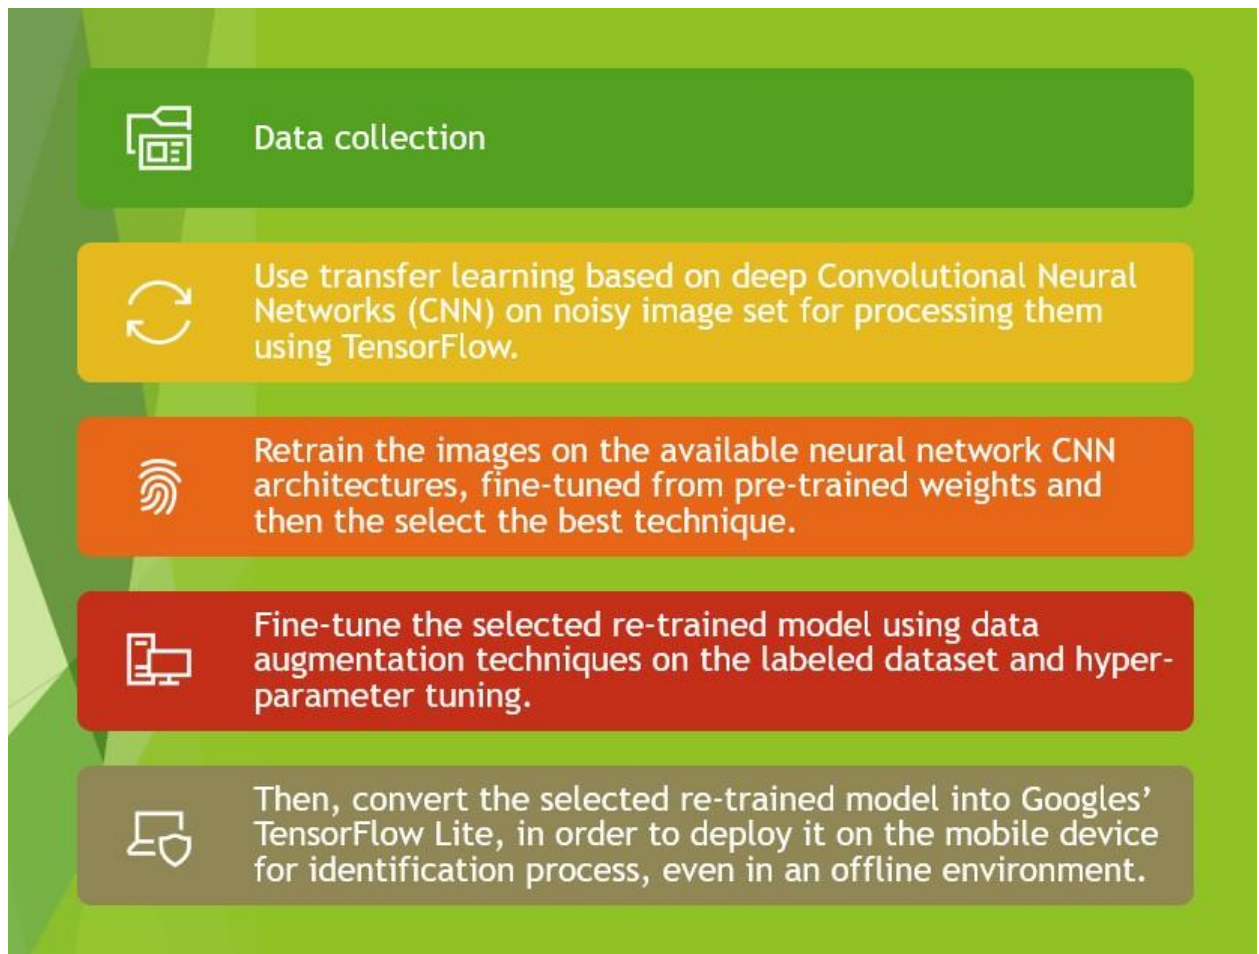 Data collection
Use transfer learning based on deep Convolutional Neural
Networks (CNN) on noisy image set for processing them
using TensorFlow.
Retrain the images on the available neural network CNN
architectures, fine-tuned from pre-trained weights and
then the select the best technique.
Fine-tune the selected re-trained model using data
augmentation techniques on the labeled dataset and hyper-
parameter tuning.
Then, convert the selected re-trained model into Googles’
TensorFlow Lite, in order to deploy it on the mobile device
for identification process, even in an offline environment.